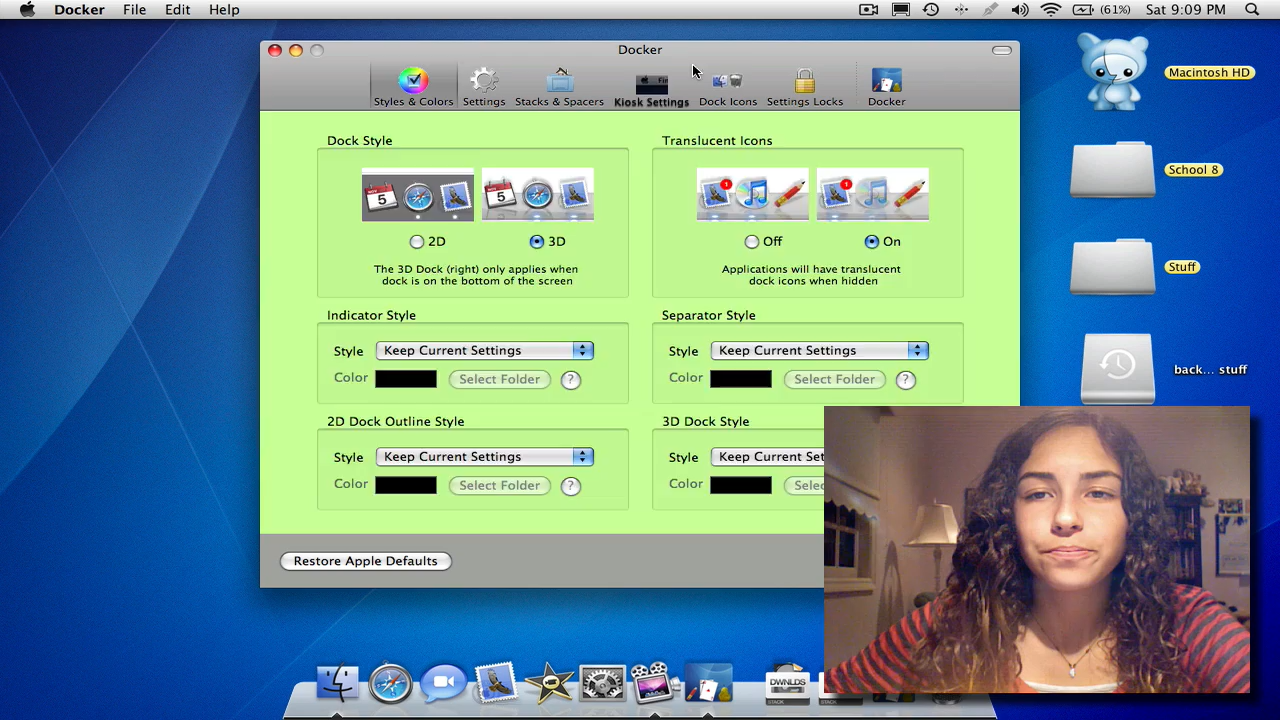 Docker File Edit Help (61%) Sat 9:09 PM
Docker
Styles & Colors Settings Stacks & Spacers Kiosk Settings Dock Icons Settings Locks Docker
Macintosh HD
School 8
Stuff
back... stuff
Dock Style
NOV 5
NOV 5
2D
3D
The 3D Dock (right) only applies when
dock is on the bottom of the screen
Translucent Icons
1
1
Off
On
Applications will have translucent
dock icons when hidden
Indicator Style
Style Keep Current Settings
Color Select Folder ?
Separator Style
Style Keep Current Settings
Color Select Folder ?
2D Dock Outline Style
Style Keep Current Settings
Color Select Folder ?
3D Dock Style
Style Keep Current Set
Color Selec
Restore Apple Defaults
DWNLDS
STACK